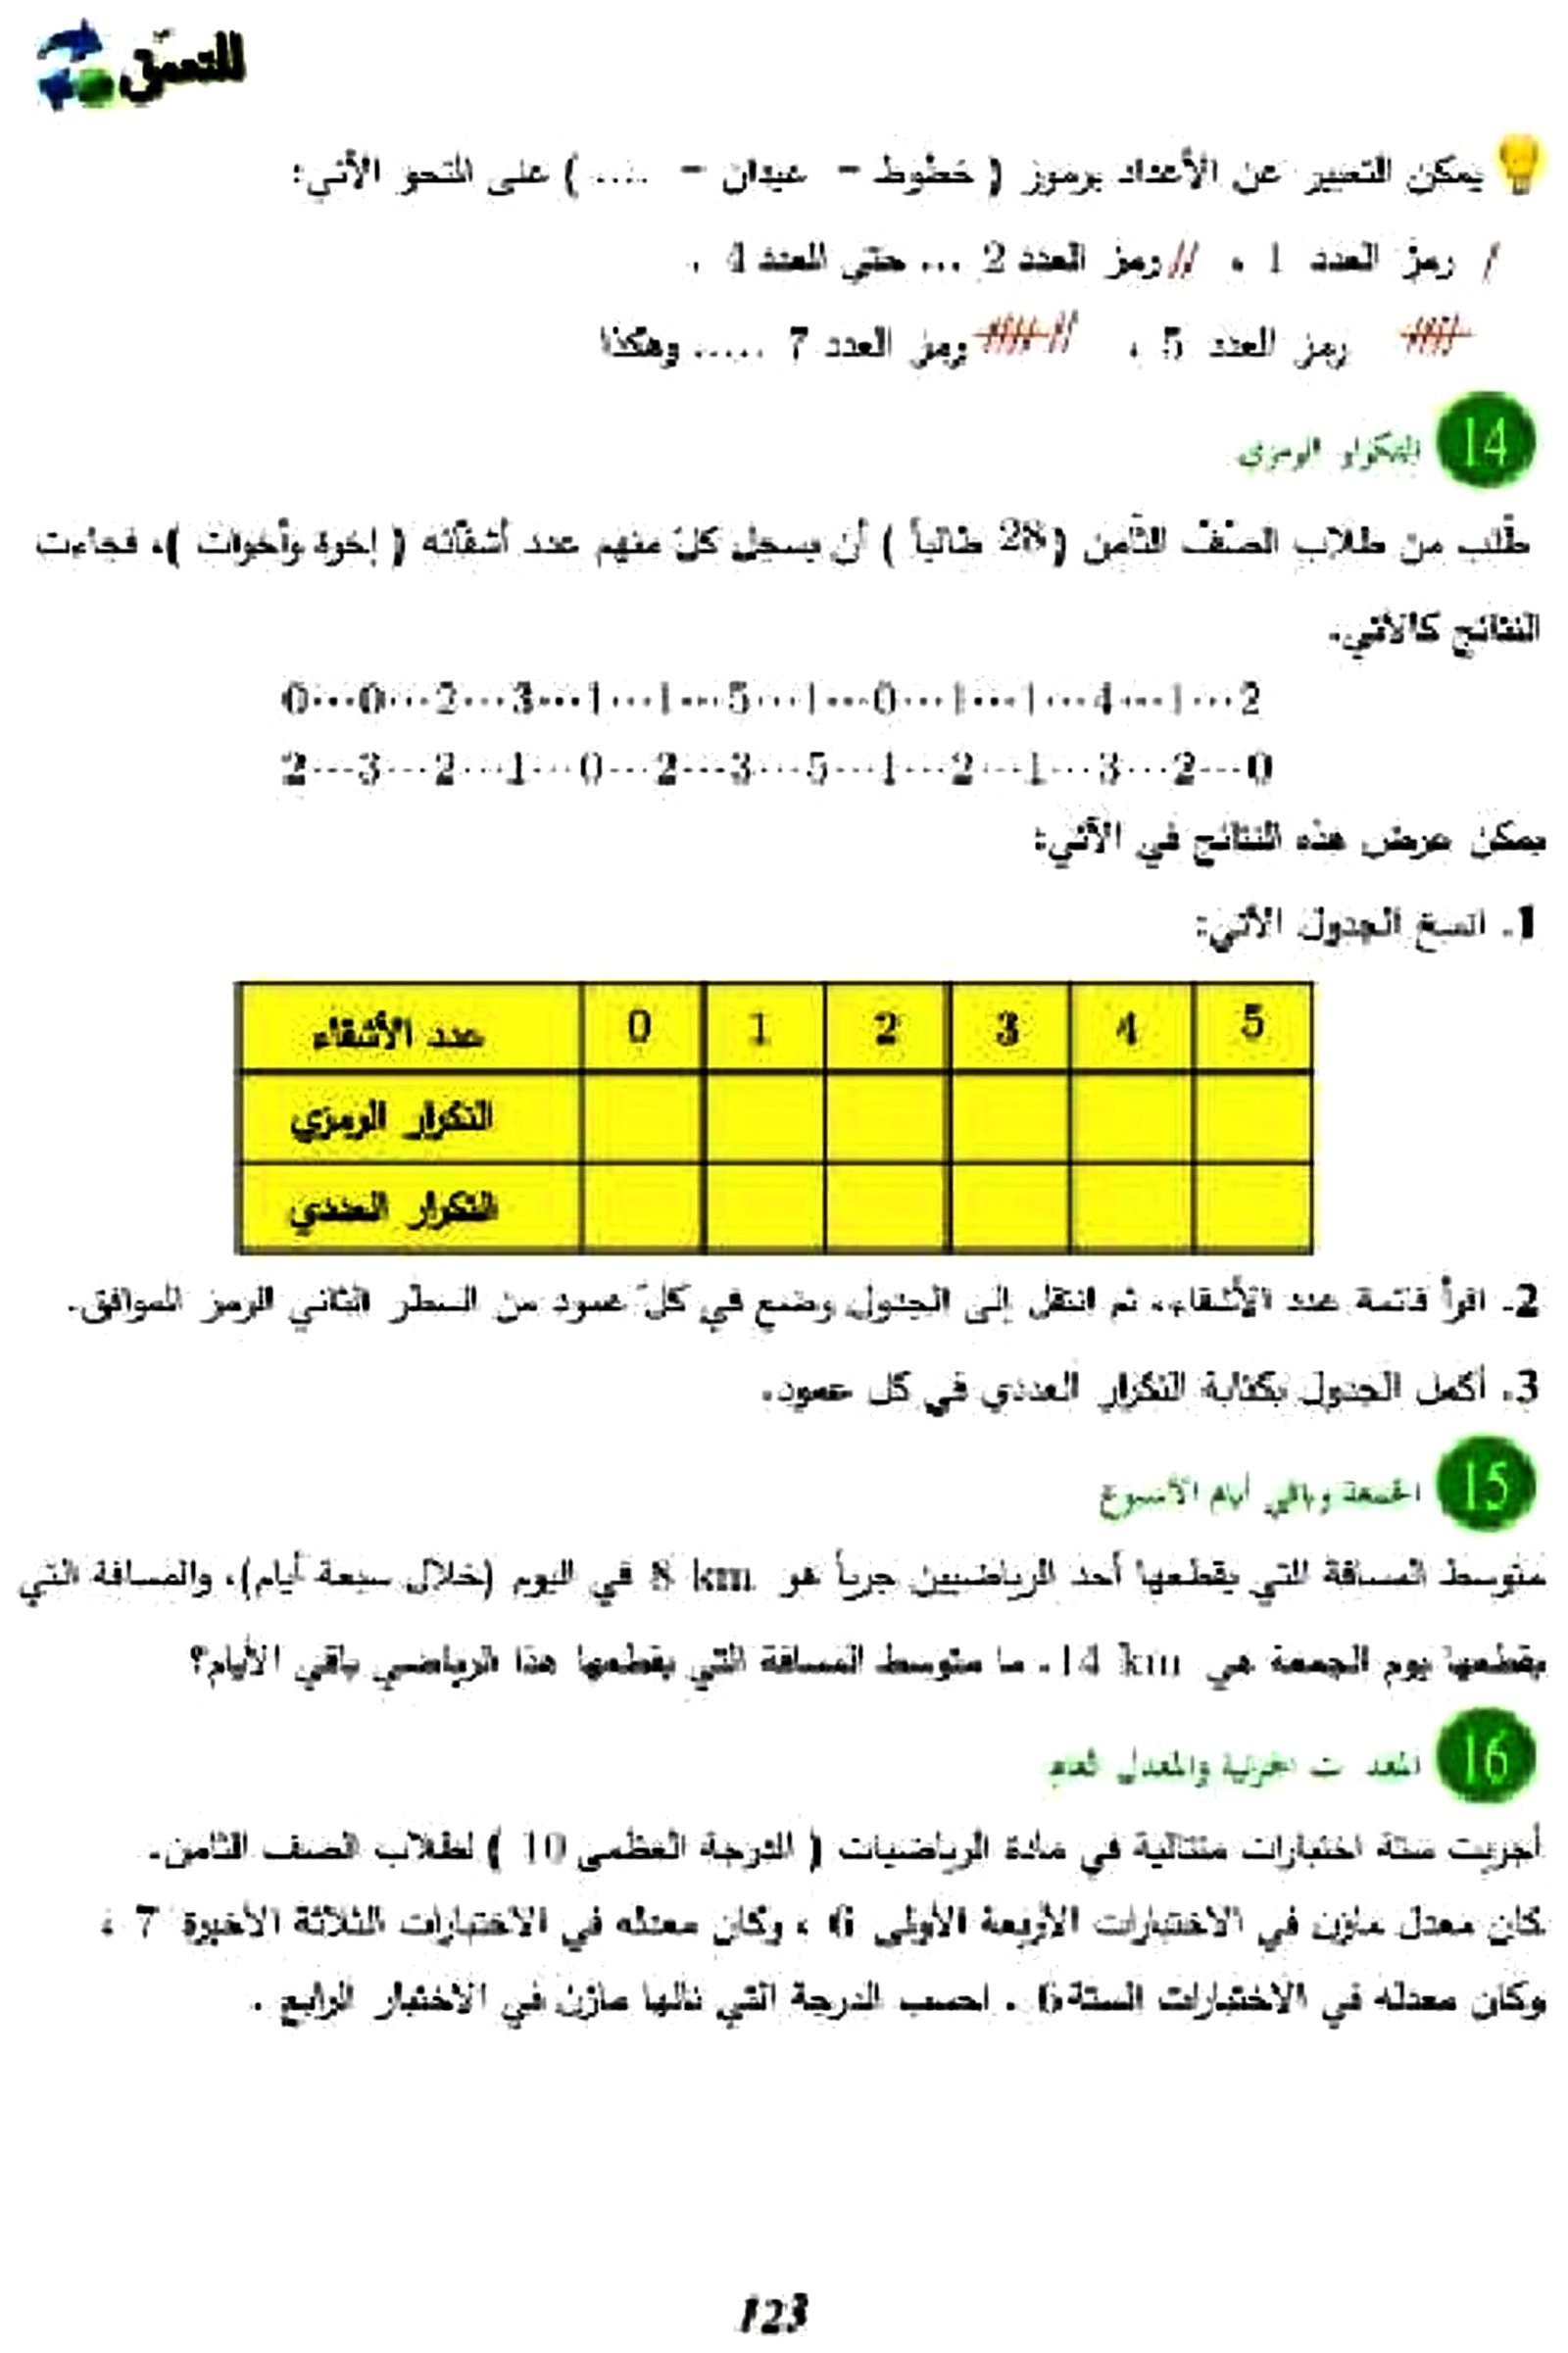 للتعمّق
يمكن التعبير عن الأعداد برموز ( خطوط - عيدان - .... ) على النحو الآتي:
/ رمز العدد 1 ، // رمز العدد 2 ... حتى العدد 4 .
//// رمز العدد 5 ، //// // رمز العدد 7 ..... وهكذا
14 التكرار الرمزي
طُلب من طلاب الصّفّ الثّامن (28 طالباً ) أن يسجل كلّ منهم عدد أشقّائه ( إخوة وأخوات )، فجاءت
النتائج كالآتي.
0...0...2...3...1...1...5...1...0...1...1...4...1...2
2...3...2...1...0...2...3...5...1...2...1...3...2...0
يمكن عرض هذه النتائج في الآتي:
1. انسخ الجدول الآتي:
عدد الأشقاء 0 1 2 3 4 5
التكرار الرمزي
التكرار العددي
2. اقرأ قائمة عدد الأشقاء، ثم انتقل إلى الجدول وضع في كلّ عمود من السطر الثاني الرمز الموافق.
3. أكمل الجدول بكتابة التكرار العددي في كل عمود.
15 الجمعة وباقي أيام الأسبوع
متوسط المسافة التي يقطعها أحد الرياضيين جرياً هو 8 km في اليوم (خلال سبعة أيام)، والمسافة التي
يقطعها يوم الجمعة هي 14 km. ما متوسط المسافة التي يقطعها هذا الرياضي باقي الأيام؟
16 المعد ت الجزئية والمعدل العام
أجريت ستة اختبارات متتالية في مادة الرياضيات ( الدرجة العظمى 10 ) لطلاب الصف الثامن.
كان معدل مازن في الاختبارات الأربعة الأولى 6 ، وكان معدله في الاختبارات الثلاثة الأخيرة 7 ،
وكان معدله في الاختبارات الستة 6 . احسب الدرجة التي نالها مازن في الاختبار الرابع .
123